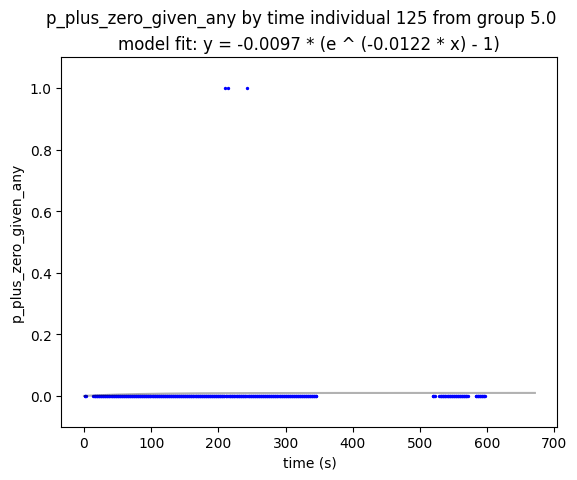 p_plus_zero_given_any by time individual 125 from group 5.0
model fit: y = -0.0097 * (e ^ (-0.0122 * x) - 1)
1.0
0.8
0.6
0.4
0.2
0.0
p_plus_zero_given_any
0 100 200 300 400 500 600 700
time (s)